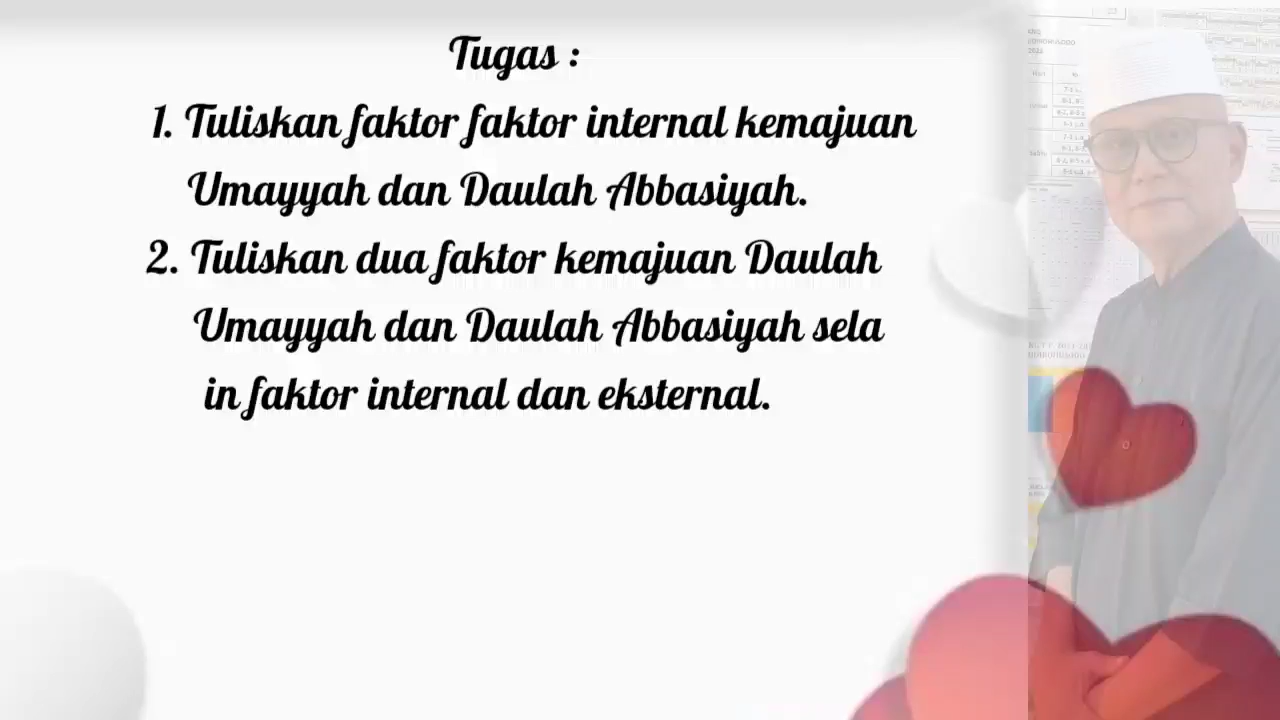 Tugas :
1. Tuliskan faktor faktor internal kemajuan
Umayyah dan Daulah Abbasiyah.
2. Tuliskan dua faktor kemajuan Daulah
Umayyah dan Daulah Abbasiyah sela
in faktor internal dan eksternal.